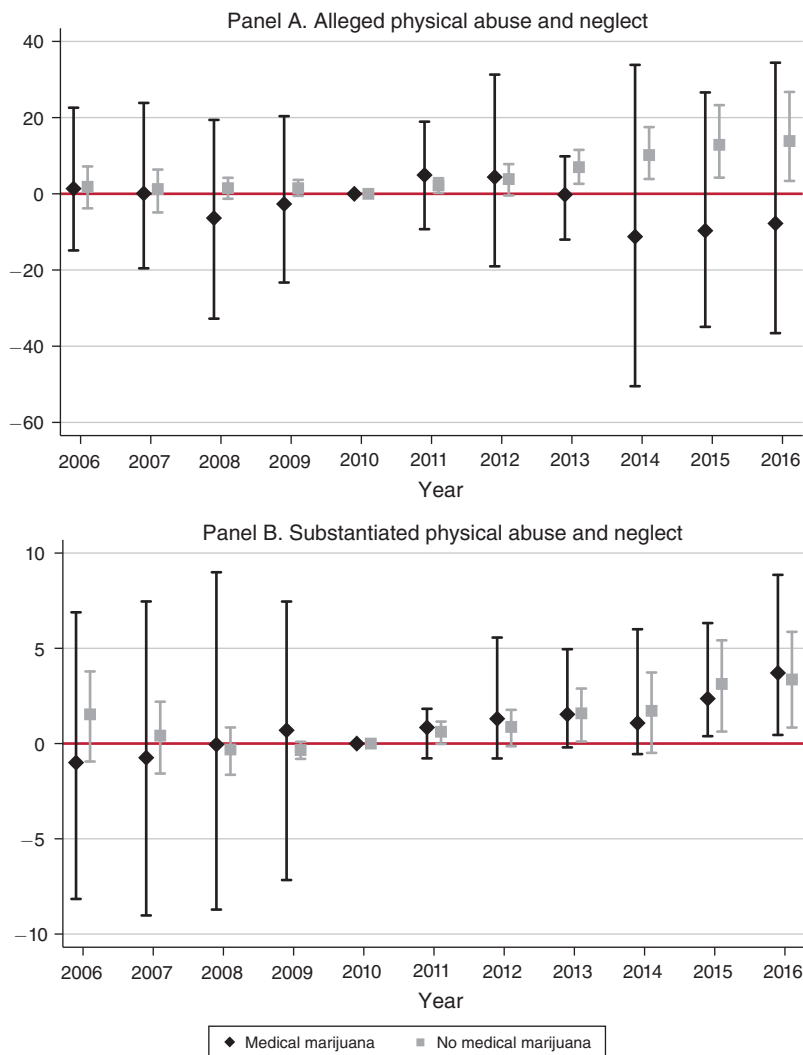 Panel A. Alleged physical abuse and neglect
40
20
0
−20
−40
−60
2006 2007 2008 2009 2010 2011 2012 2013 2014 2015 2016
Year
Panel B. Substantiated physical abuse and neglect
10
5
0
−5
−10
2006 2007 2008 2009 2010 2011 2012 2013 2014 2015 2016
Year
Medical marijuana No medical marijuana